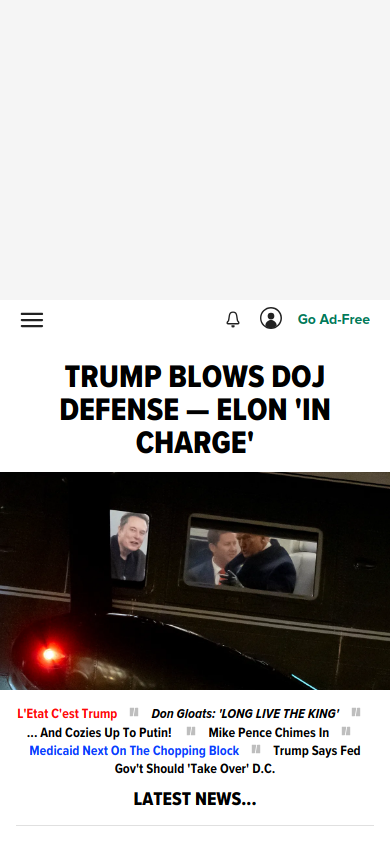 Go Ad-Free
TRUMP BLOWS DOJ
DEFENSE — ELON 'IN
CHARGE'
L'Etat C'est Trump " Don Gloats: 'LONG LIVE THE KING' "
... And Cozies Up To Putin! " Mike Pence Chimes In "
Medicaid Next On The Chopping Block " Trump Says Fed
Gov't Should 'Take Over' D.C.
LATEST NEWS...